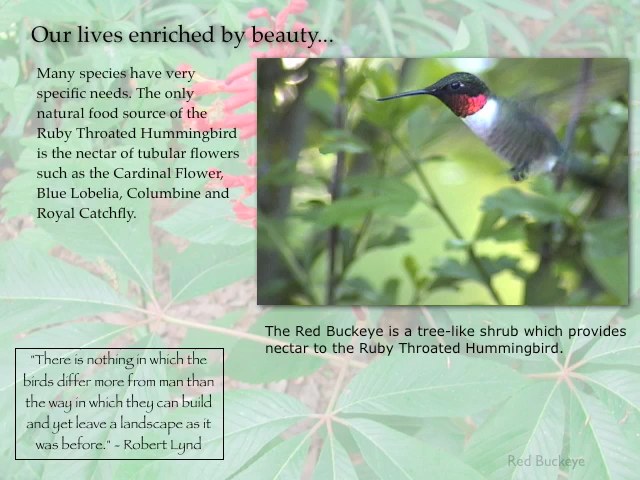 Our lives enriched by beauty...
Many species have very
specific needs. The only
natural food source of the
Ruby Throated Hummingbird
is the nectar of tubular flowers
such as the Cardinal Flower,
Blue Lobelia, Columbine and
Royal Catchfly.
The Red Buckeye is a tree-like shrub which provides
nectar to the Ruby Throated Hummingbird.
"There is nothing in which the
birds differ more from man than
the way in which they can build
and yet leave a landscape as it
was before." - Robert Lynd
Red Buckeye